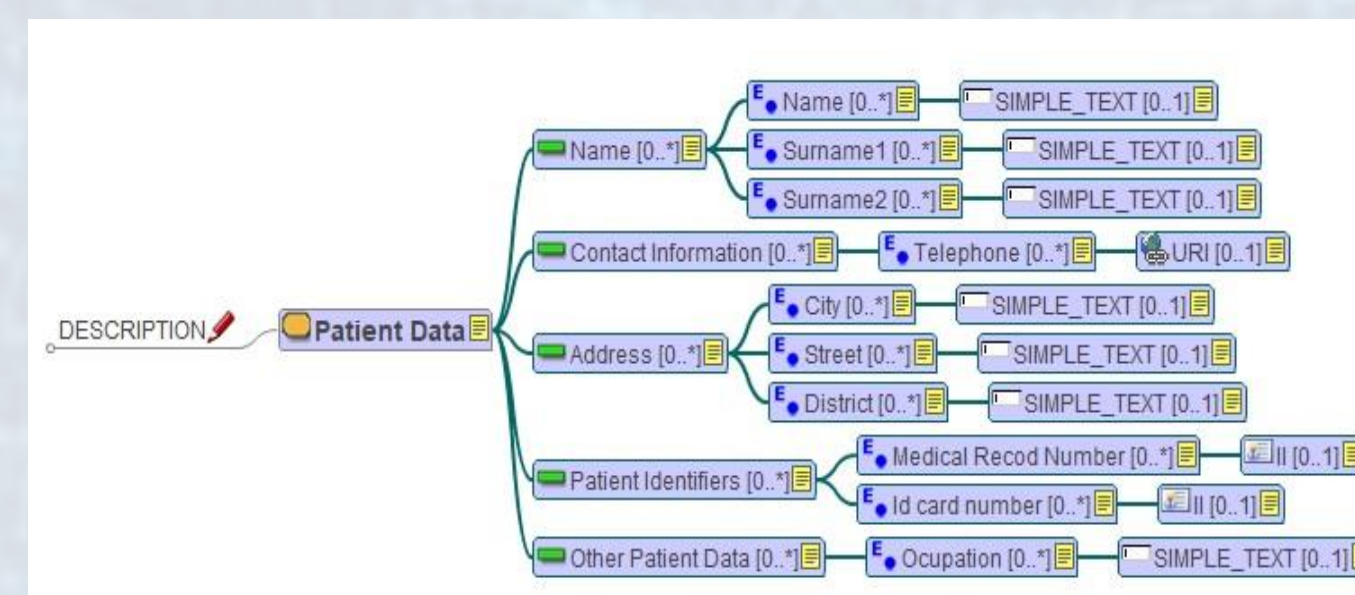 DESCRIPTION
Patient Data
Name [0..*]
E Name [0..*]
SIMPLE_TEXT [0..1]
E Surname1 [0..*]
SIMPLE_TEXT [0..1]
E Surname2 [0..*]
SIMPLE_TEXT [0..1]
Contact Information [0..*]
E Telephone [0..*]
URI [0..1]
Address [0..*]
E City [0..*]
SIMPLE_TEXT [0..1]
E Street [0..*]
SIMPLE_TEXT [0..1]
E District [0..*]
SIMPLE_TEXT [0..1]
Patient Identifiers [0..*]
E Medical Recod Number [0..*]
II [0..1]
E Id card number [0..*]
II [0..1]
Other Patient Data [0..*]
E Ocupation [0..*]
SIMPLE_TEXT [0..1]